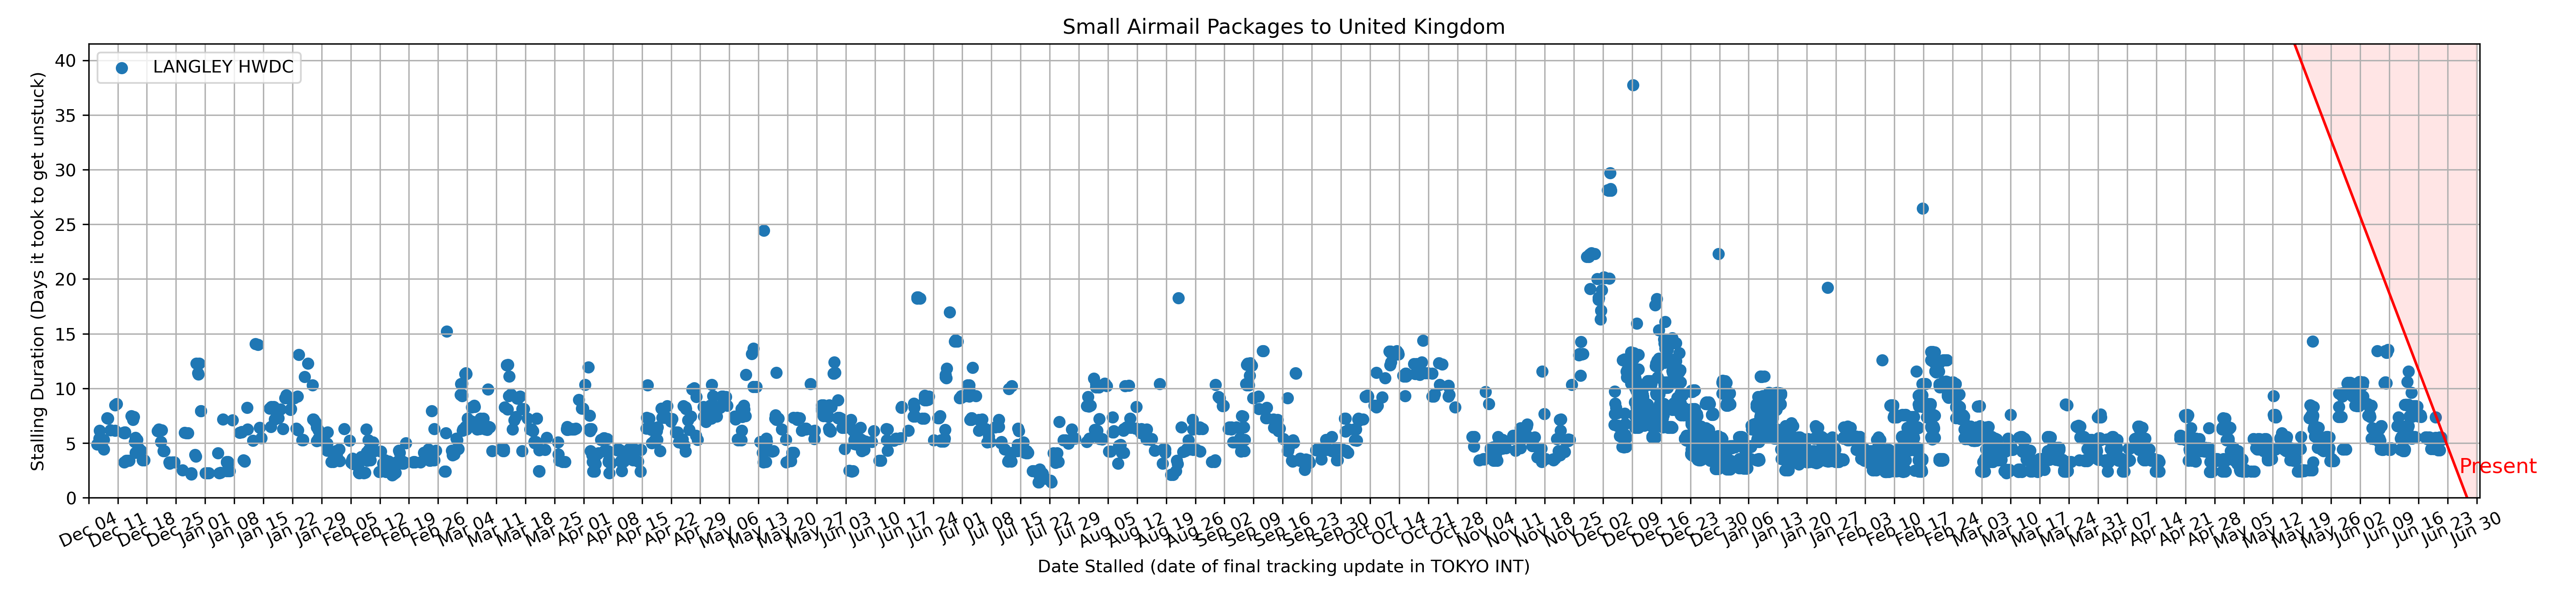 Small Airmail Packages to United Kingdom
LANGLEY HWDC
Stalling Duration (Days it took to get unstuck)
40
35
30
25
20
15
10
5
0
Present
Dec 04
Dec 11
Dec 18
Dec 25
Jan 01
Jan 08
Jan 15
Jan 22
Jan 29
Feb 05
Feb 12
Feb 19
Feb 26
Mar 04
Mar 11
Mar 18
Mar 25
Apr 01
Apr 08
Apr 15
Apr 22
Apr 29
May 06
May 13
May 20
May 27
Jun 03
Jun 10
Jun 17
Jun 24
Jul 01
Jul 08
Jul 15
Jul 22
Jul 29
Aug 05
Aug 12
Aug 19
Aug 26
Sep 02
Sep 09
Sep 16
Sep 23
Sep 30
Oct 07
Oct 14
Oct 21
Oct 28
Nov 04
Nov 11
Nov 18
Nov 25
Dec 02
Dec 09
Dec 16
Dec 23
Dec 30
Jan 06
Jan 13
Jan 20
Jan 27
Feb 03
Feb 10
Feb 17
Feb 24
Mar 03
Mar 10
Mar 17
Mar 24
Mar 31
Apr 07
Apr 14
Apr 21
Apr 28
May 05
May 12
May 19
May 26
Jun 02
Jun 09
Jun 16
Jun 23
Jun 30
Date Stalled (date of final tracking update in TOKYO INT)